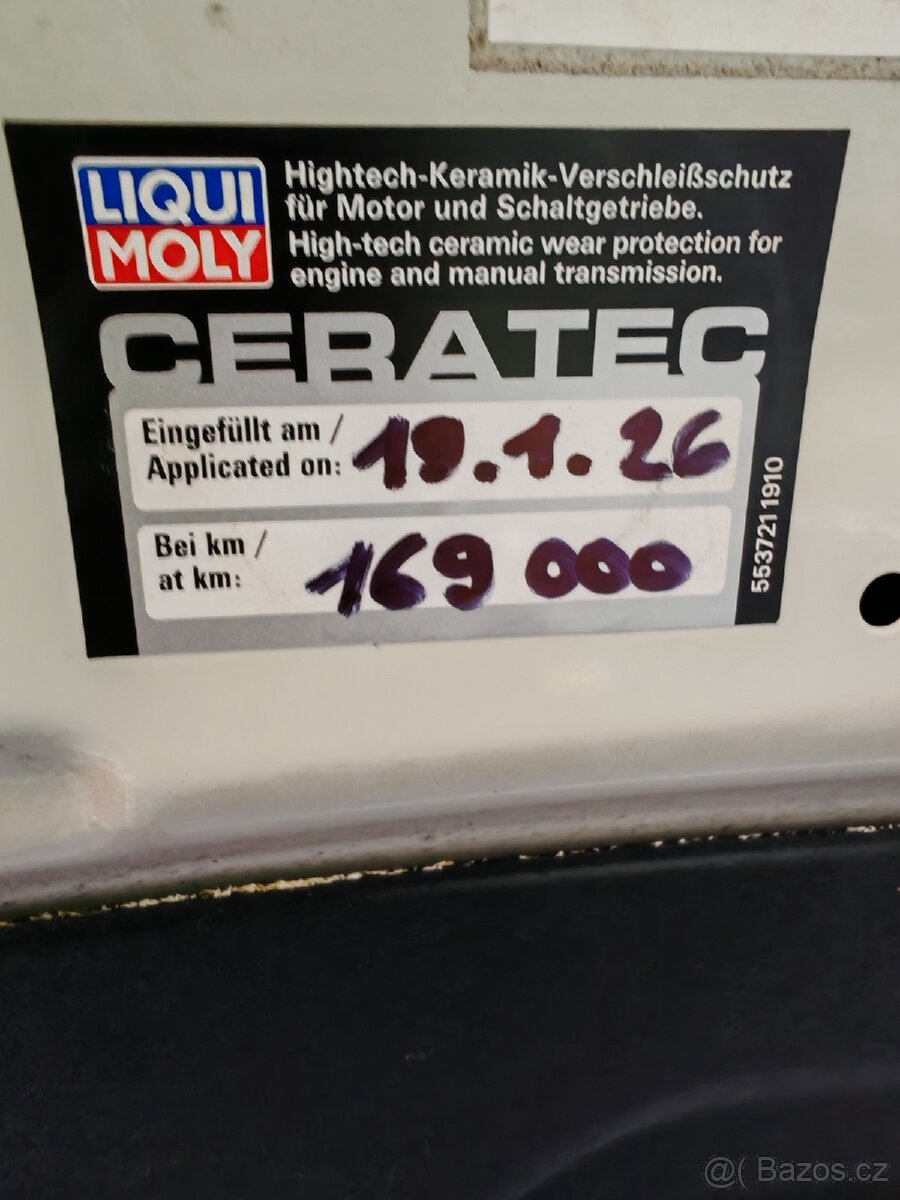 LIQUI
MOLY
Hightech-Keramik-Verschleißschutz
für Motor und Schaltgetriebe.
High-tech ceramic wear protection for
engine and manual transmission.
CERATEC
Eingefüllt am /
Applicated on:
19.1.26
Bei km /
at km:
169 000
5537211910
@( Bazos.cz